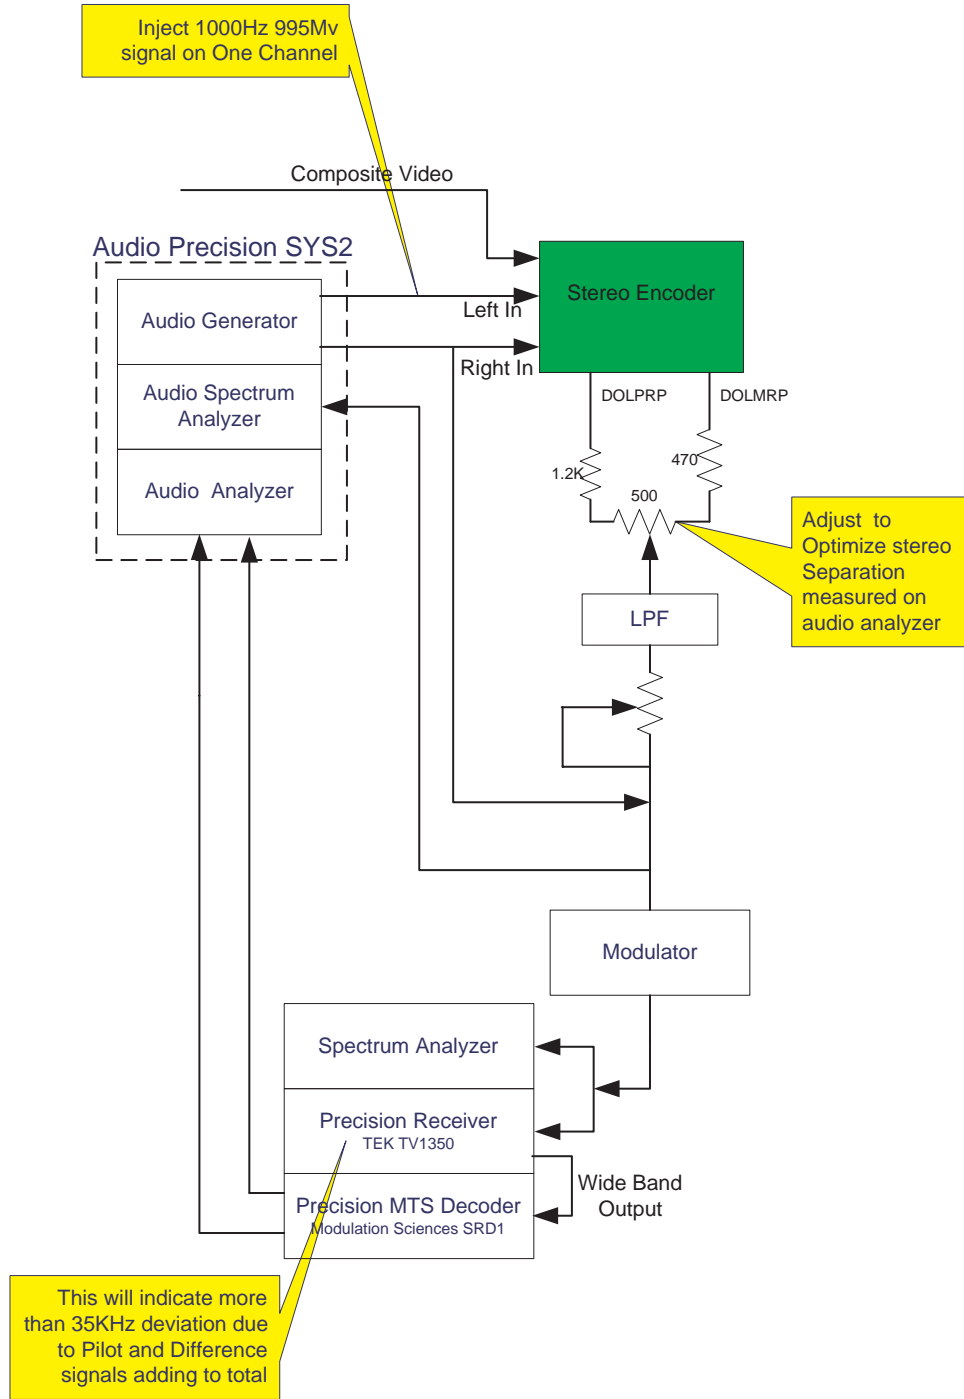 Inject 1000Hz 995Mv
signal on One Channel
Composite Video
Audio Precision SYS2
Audio Generator
Left In
Right In
Stereo Encoder
Audio Spectrum
Analyzer
Audio Analyzer
DOLPRP
DOLMRP
1.2K
470
500
Adjust to
Optimize stereo
Separation
measured on
audio analyzer
LPF
Modulator
Spectrum Analyzer
Precision Receiver
TEK TV1350
Wide Band
Output
Precision MTS Decoder
Modulation Sciences SRD1
This will indicate more
than 35KHz deviation due
to Pilot and Difference
signals adding to total